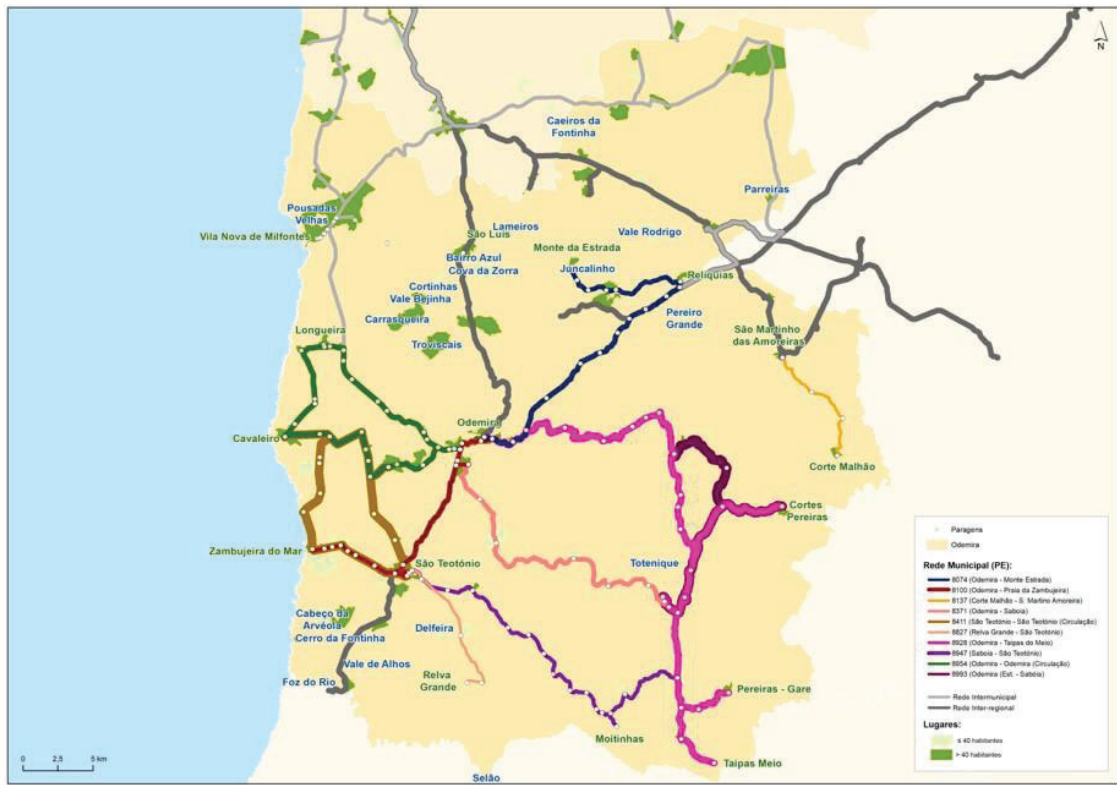 N
Caeiros da
Fontinha
Parreiras
Pousadas
Velhas
Vila Nova de Milfontes
Lameiros
São Luis
Vale Rodrigo
Monte da Estrada
Bairro Azul
Cova da Zorra
Juncalinho
Relíquias
Cortinhas
Vale Bejinha
Carrasqueira
Pereiro
Grande
São Martinho
das Amoreiras
Longueira
Troviscais
Odemira
Cavaleiro
Corte Malhão
Cortes
Pereiras
Zambujeira do Mar
São Teotónio
Totenique
Cabeço da
Arvéola
Cerro da Fontinha
Delfeira
Vale de Alhos
Foz do Rio
Relva
Grande
Pereiras - Gare
Moitinhas
Taipas Meio
Selão
0 2,5 5 km
Paragens
Odemira
Rede Municipal (PE):
8074 (Odemira - Monte Estrada)
8100 (Odemira - Praia da Zambujeira)
8137 (Corte Malhão - S. Martino Amoreira)
8371 (Odemira - Saboia)
8411 (São Teotónio - São Teotónio (Circulação)
8827 (Relva Grande - São Teotónio)
8928 (Odemira - Taipas do Meio)
8947 (Saboia - São Teotónio)
8954 (Odemira - Odemira (Circulação)
8993 (Odemira (Est. - Sabóia)
Rede Intermunicipal
Rede Inter-regional
Lugares:
≤ 40 habitantes
> 40 habitantes